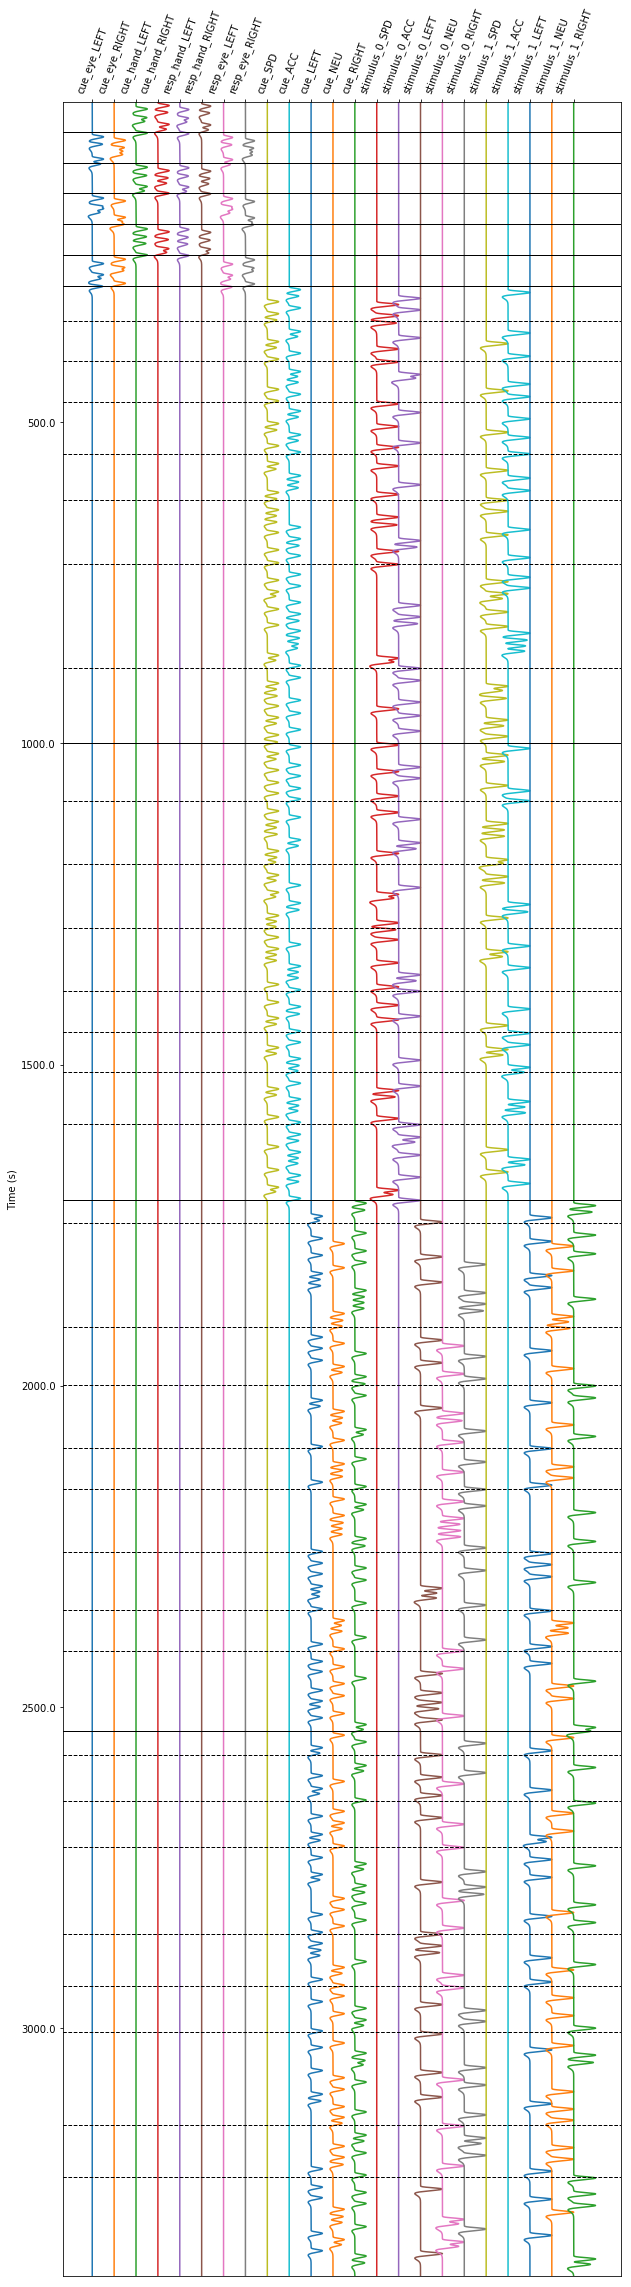 cue_eye_LEFT
cue_eye_RIGHT
cue_hand_LEFT
cue_hand_RIGHT
resp_hand_LEFT
resp_hand_RIGHT
resp_eye_LEFT
resp_eye_RIGHT
cue_SPD
cue_ACC
cue_LEFT
cue_NEU
cue_RIGHT
stimulus_0_SPD
stimulus_0_ACC
stimulus_0_LEFT
stimulus_0_NEU
stimulus_0_RIGHT
stimulus_1_SPD
stimulus_1_ACC
stimulus_1_LEFT
stimulus_1_NEU
stimulus_1_RIGHT
500.0
1000.0
1500.0
Time (s)
2000.0
2500.0
3000.0